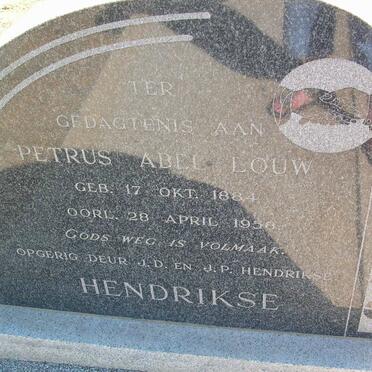 TER
GEDAGTENIS AAN
PETRUS ABEL LOUW
GEB. 17 OKT. 1884
OORL. 28 APRIL 1958
GODS WEG IS VOLMAAK.
OPGERIG DEUR J.D. EN J.P. HENDRIKSE
HENDRIKSE